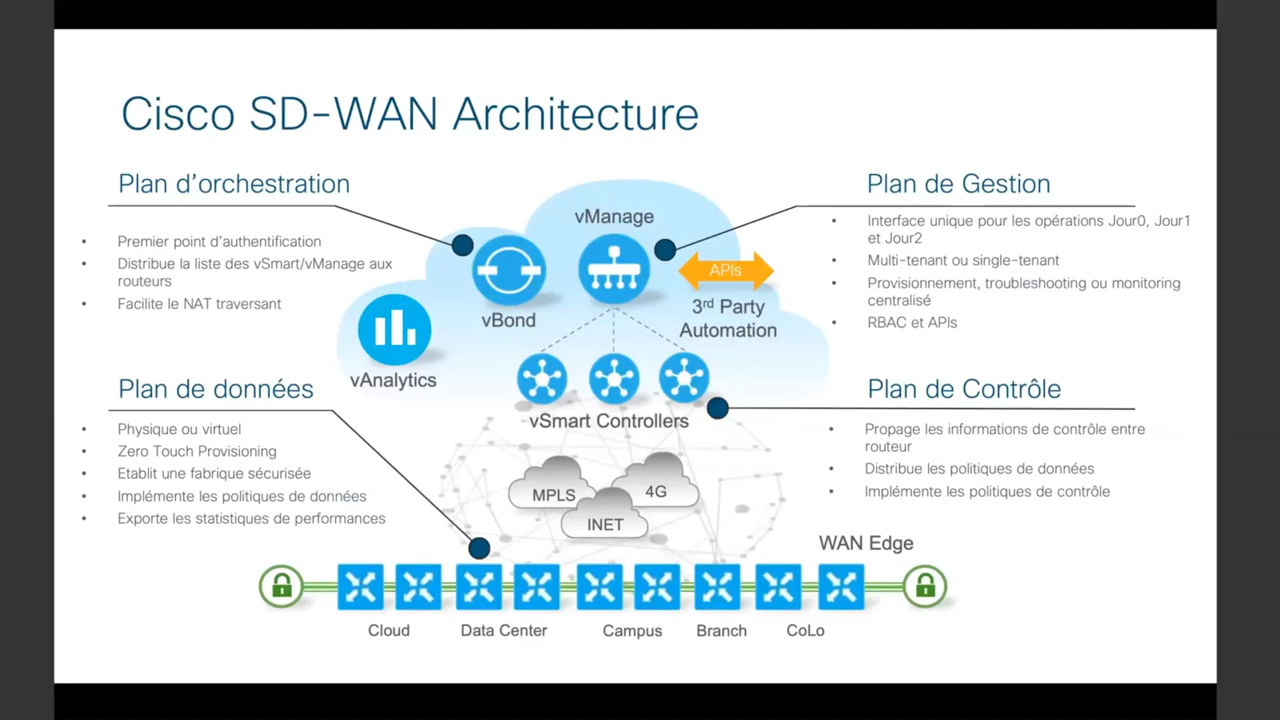 Cisco SD-WAN Architecture
Plan d'orchestration
• Premier point d'authentification
• Distribue la liste des vSmart/vManage aux
routeurs
• Facilite le NAT traversant
Plan de Gestion
• Interface unique pour les opérations Jour0, Jour1
et Jour2
• Multi-tenant ou single-tenant
• Provisionnement, troubleshooting ou monitoring
centralisé
• RBAC et APIs
vManage
vBond
APIs
3rd Party
Automation
vAnalytics
vSmart Controllers
Plan de données
• Physique ou virtuel
• Zero Touch Provisioning
• Etablit une fabrique sécurisée
• Implémente les politiques de données
• Exporte les statistiques de performances
Plan de Contrôle
• Propage les informations de contrôle entre
routeur
• Distribue les politiques de données
• Implémente les politiques de contrôle
MPLS
4G
INET
WAN Edge
Cloud
Data Center
Campus
Branch
CoLo